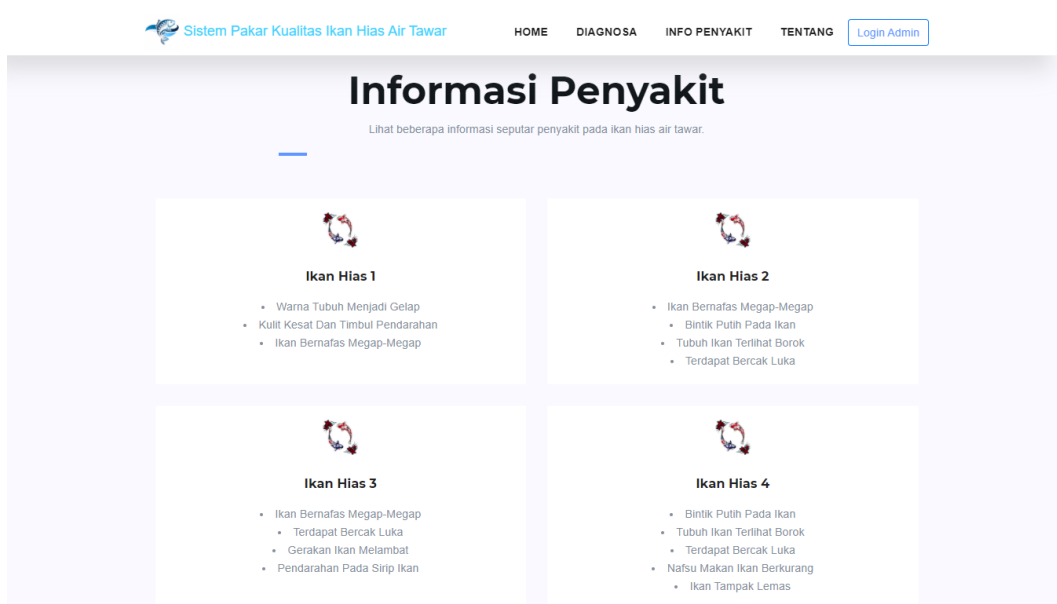 Sistem Pakar Kualitas Ikan Hias Air Tawar
HOME
DIAGNOSA
INFO PENYAKIT
TENTANG
Login Admin
Informasi Penyakit
Lihat beberapa informasi seputar penyakit pada ikan hias air tawar.
Ikan Hias 1
• Warna Tubuh Menjadi Gelap
• Kulit Kesat Dan Timbul Pendarahan
• Ikan Bernafas Megap-Megap
Ikan Hias 2
• Ikan Bernafas Megap-Megap
• Bintik Putih Pada Ikan
• Tubuh Ikan Terlihat Borok
• Terdapat Bercak Luka
Ikan Hias 3
• Ikan Bernafas Megap-Megap
• Terdapat Bercak Luka
• Gerakan Ikan Melambat
• Pendarahan Pada Sirip Ikan
Ikan Hias 4
• Bintik Putih Pada Ikan
• Tubuh Ikan Terlihat Borok
• Terdapat Bercak Luka
• Nafsu Makan Ikan Berkurang
• Ikan Tampak Lemas